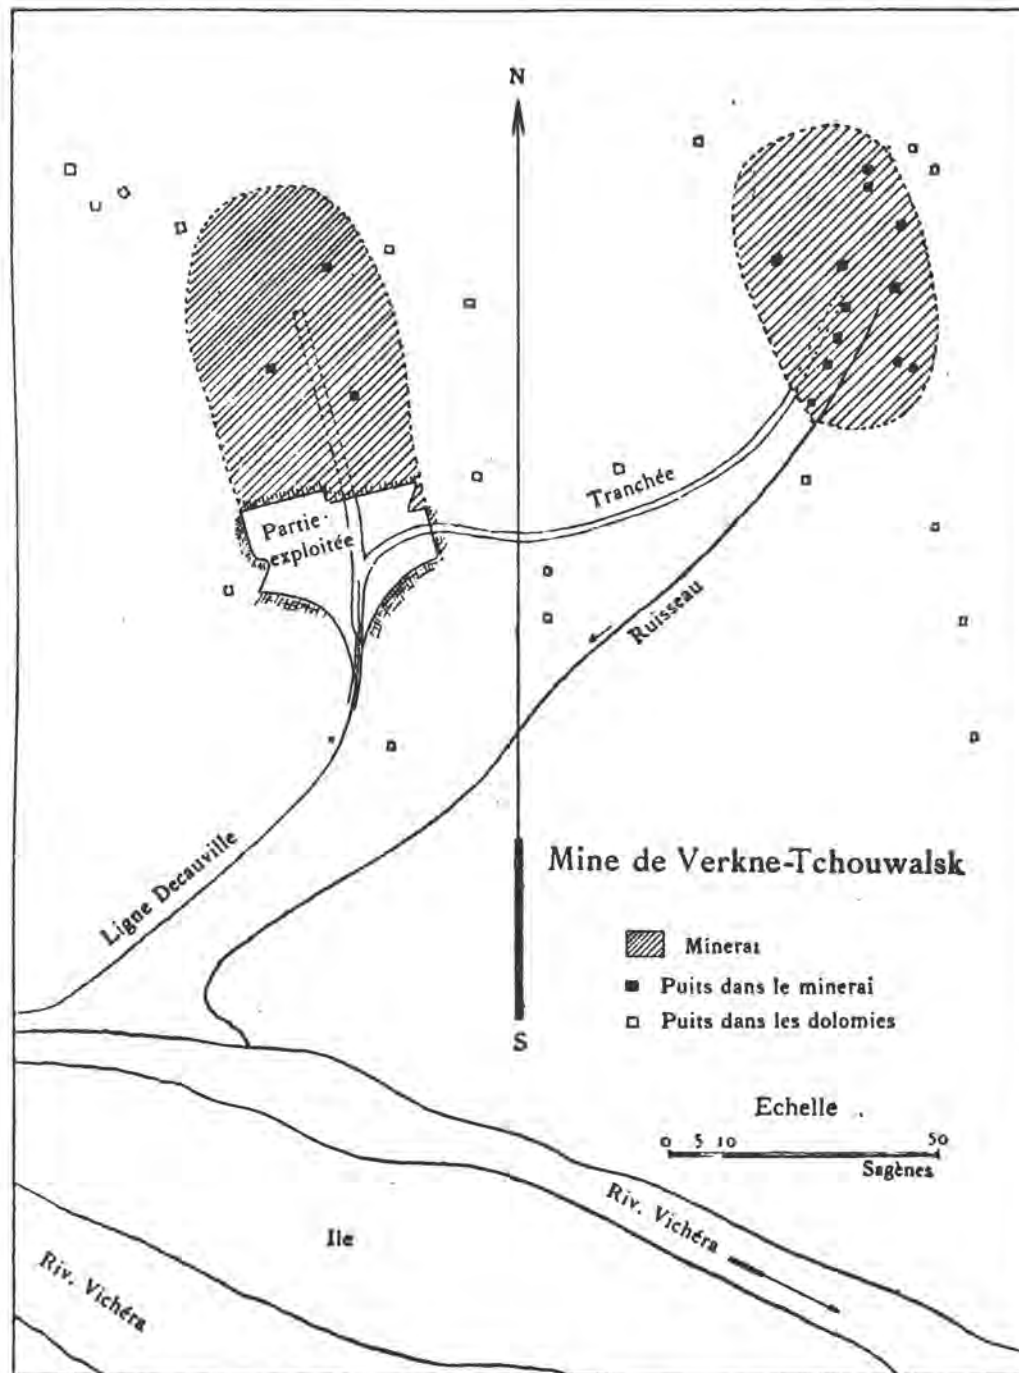 N
Partie
exploitée
Tranchée
Ruisseau
Ligne Decauville
Mine de Verkne-Tchouwalsk
Minerai
Puits dans le minerai
Puits dans les dolomies
S
Echelle
0 5 10 50
Sagènes
Riv. Vichéra
Ile
Riv. Vichéra